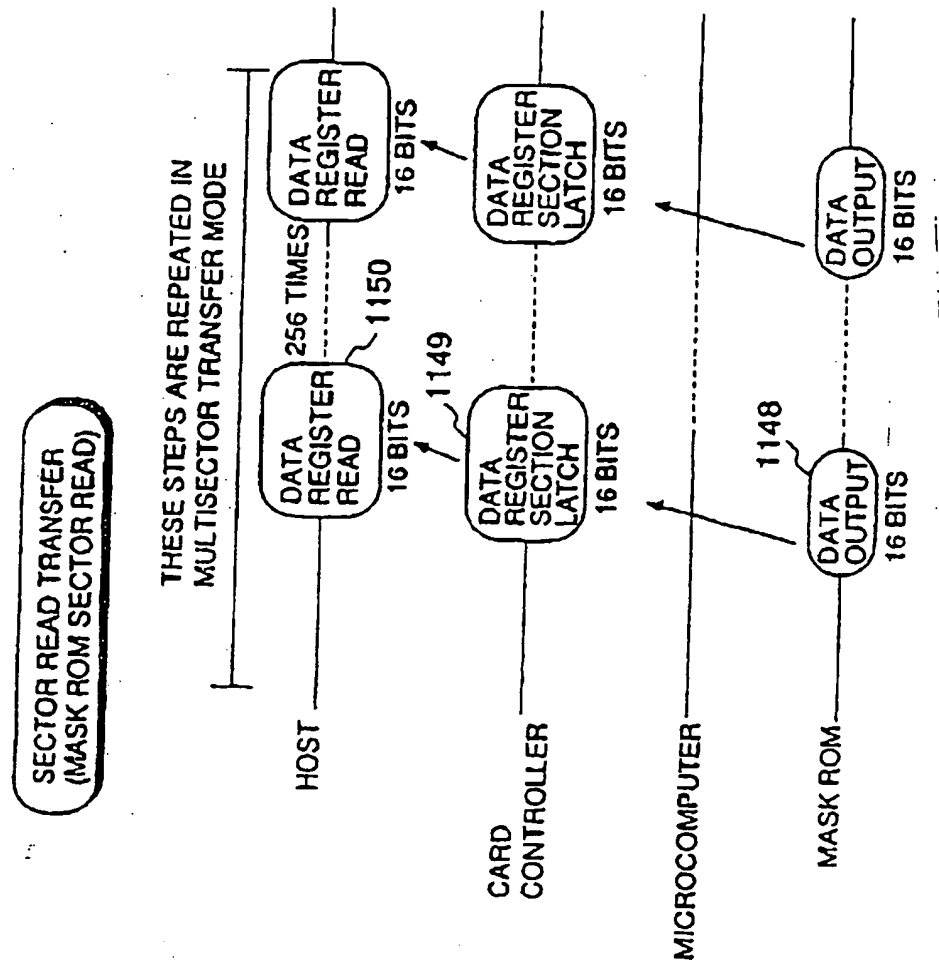 SECTOR READ TRANSFER
(MASK ROM SECTOR READ)
THESE STEPS ARE REPEATED IN
MULTISECTOR TRANSFER MODE
HOST
DATA
REGISTER
READ
16 BITS
256 TIMES
1150
DATA
REGISTER
READ
16 BITS
CARD
CONTROLLER
DATA
REGISTER
SECTION
LATCH
16 BITS
1149
DATA
REGISTER
SECTION
LATCH
16 BITS
MICROCOMPUTER
MASK ROM
DATA
OUTPUT
16 BITS
1148
DATA
OUTPUT
16 BITS